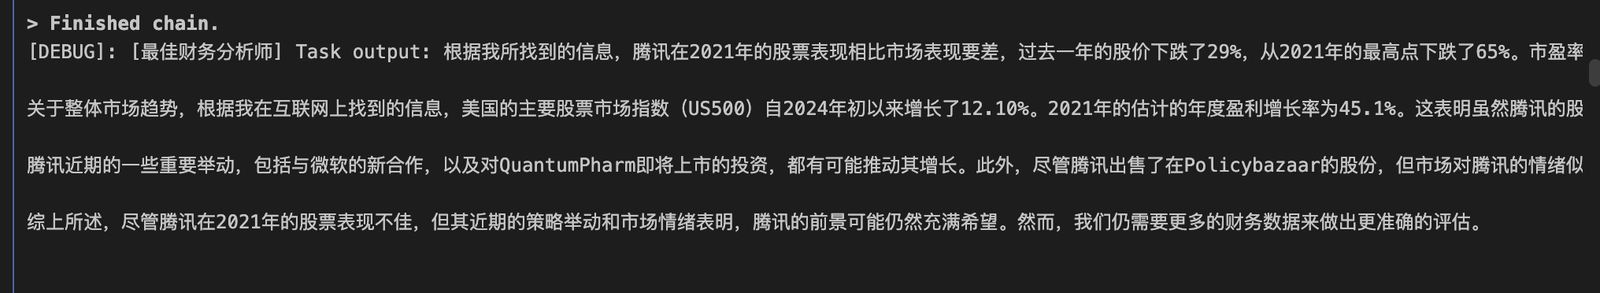 > Finished chain.
[DEBUG]: [最佳财务分析师] Task output: 根据我所找到的信息，腾讯在2021年的股票表现相比市场表现要差，过去一年的股价下跌了29%，从2021年的最高点下跌了65%。市盈率
关于整体市场趋势，根据我在互联网上找到的信息，美国的主要股票市场指数（US500）自2024年初以来增长了12.10%。2021年的估计的年度盈利增长率为45.1%。这表明虽然腾讯的股
腾讯近期的一些重要举动，包括与微软的新合作，以及对QuantumPharm即将上市的投资，都有可能推动其增长。此外，尽管腾讯出售了在Policybazaar的股份，但市场对腾讯的情绪似
综上所述，尽管腾讯在2021年的股票表现不佳，但其近期的策略举动和市场情绪表明，腾讯的前景可能仍然充满希望。然而，我们仍需要更多的财务数据来做出更准确的评估。